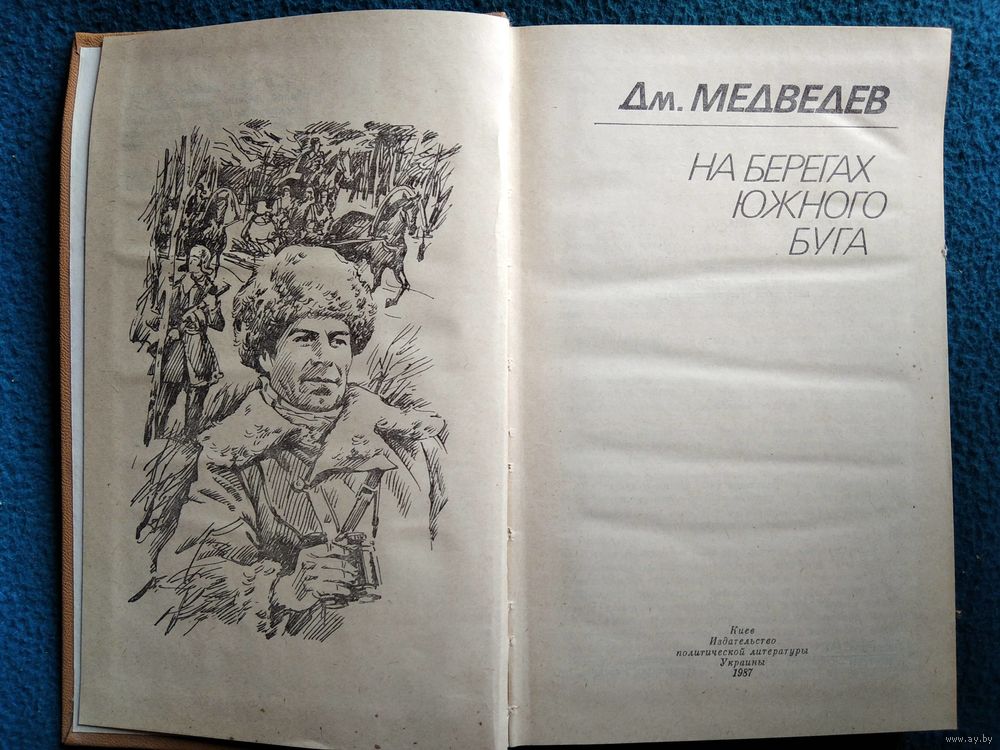 Дм. МЕДВЕДЕВ
НА БЕРЕГАХ
ЮЖНОГО
БУГА
Киев
Издательство
политической литературы
Украины
1987
www.ay.by